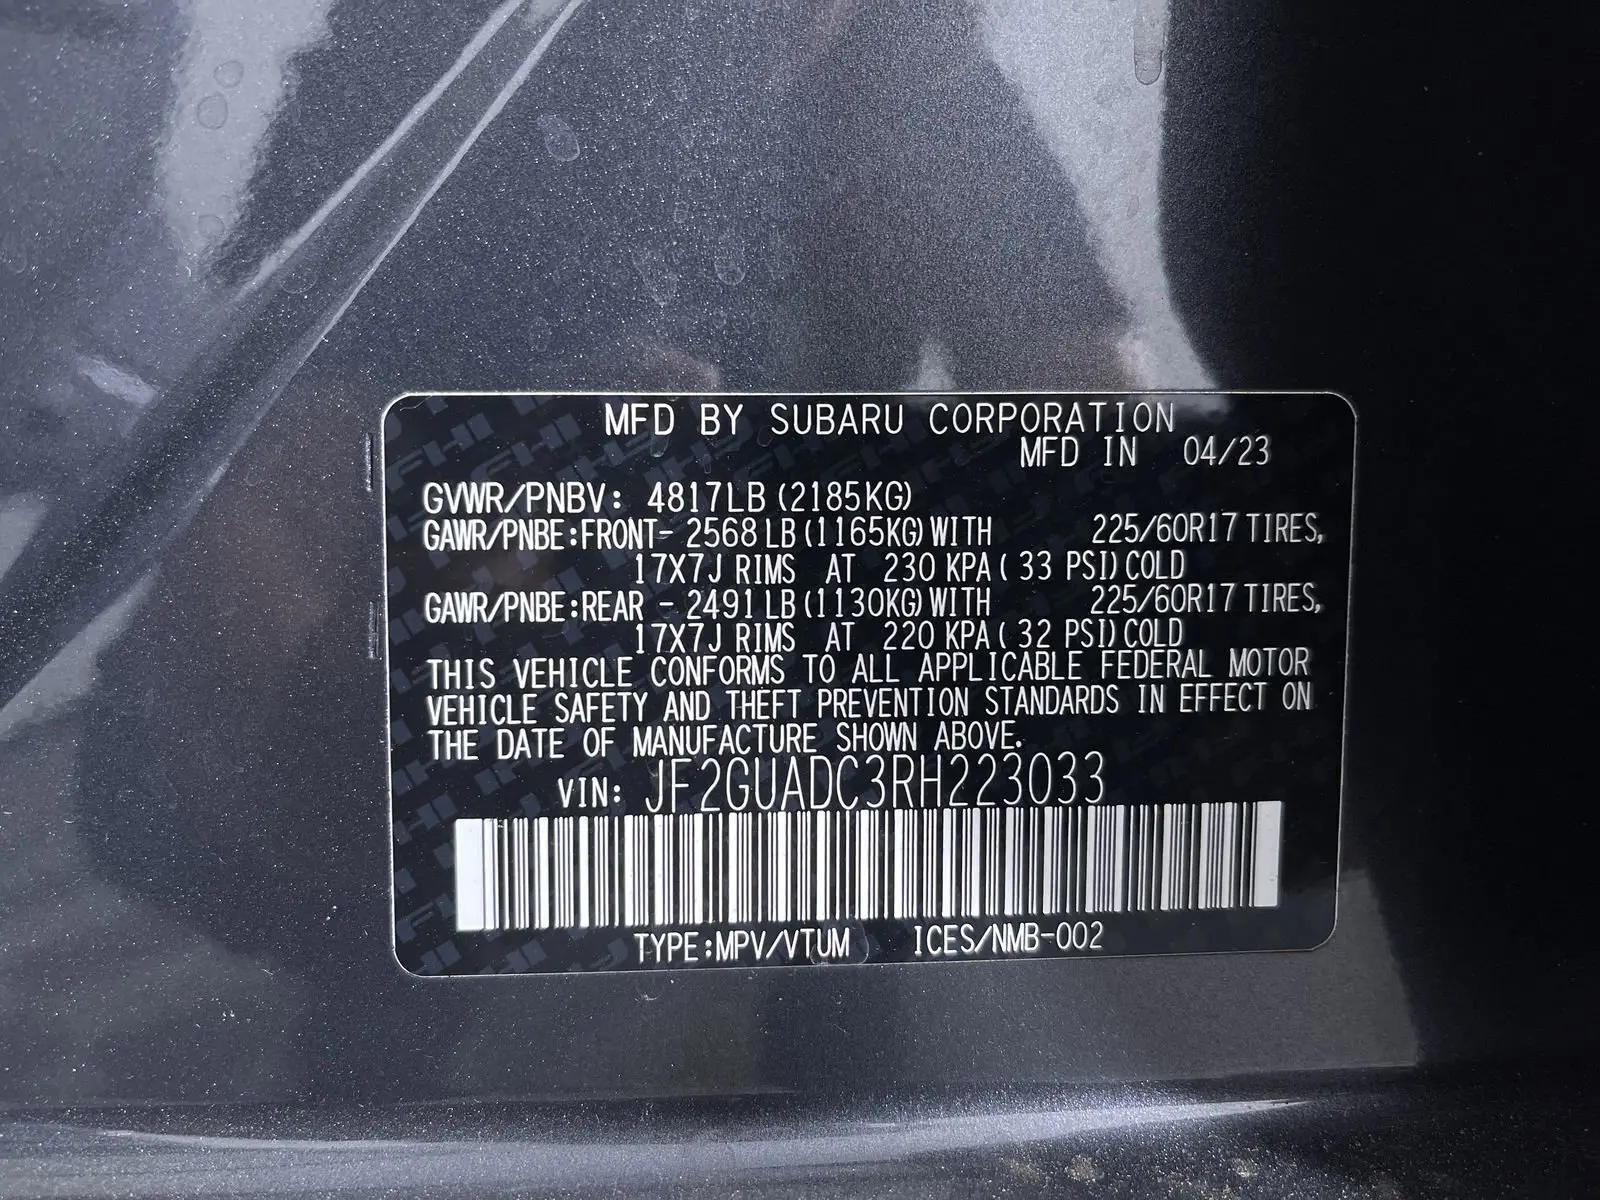 MFD BY SUBARU CORPORATION
MFD IN 04/23
GVWR/PNBV: 4817LB (2185KG)
GAWR/PNBE:FRONT- 2568 LB (1165KG) WITH 225/60R17 TIRES,
17X7J RIMS AT 230 KPA ( 33 PSI) COLD
GAWR/PNBE:REAR - 2491 LB (1130KG) WITH 225/60R17 TIRES,
17X7J RIMS AT 220 KPA ( 32 PSI) COLD
THIS VEHICLE CONFORMS TO ALL APPLICABLE FEDERAL MOTOR
VEHICLE SAFETY AND THEFT PREVENTION STANDARDS IN EFFECT ON
THE DATE OF MANUFACTURE SHOWN ABOVE.
VIN: JF2GUADC3RH223033
TYPE:MPV/VTUM ICES/NMB-002